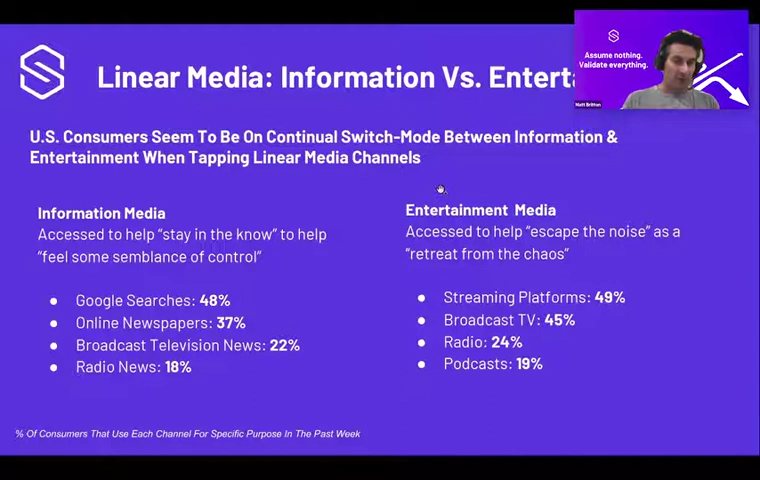 Linear Media: Information Vs.
Assume nothing.
Validate everything.
Matt Britton
U.S. Consumers Seem To Be On Continual Switch-Mode Between Information &
Entertainment When Tapping Linear Media Channels
Information Media
Accessed to help “stay in the know” to help
“feel some semblance of control”
● Google Searches: 48%
● Online Newspapers: 37%
● Broadcast Television News: 22%
● Radio News: 18%
Entertainment Media
Accessed to help “escape the noise” as a
“retreat from the chaos”
● Streaming Platforms: 49%
● Broadcast TV: 45%
● Radio: 24%
● Podcasts: 19%
% Of Consumers That Use Each Channel For Specific Purpose In The Past Week